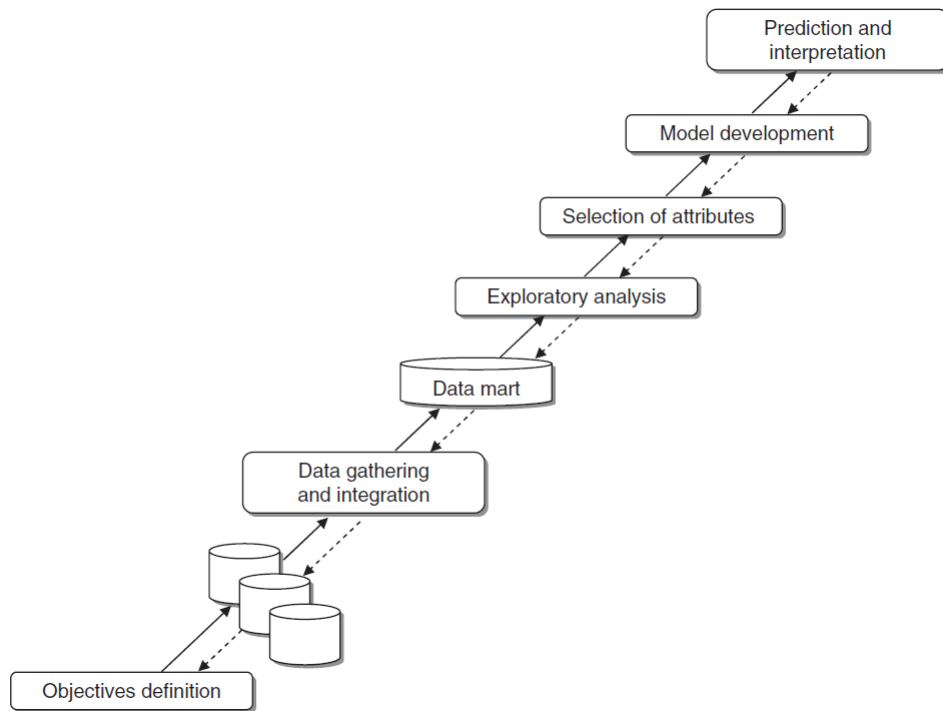 Prediction and
interpretation
Model development
Selection of attributes
Exploratory analysis
Data mart
Data gathering
and integration
Objectives definition